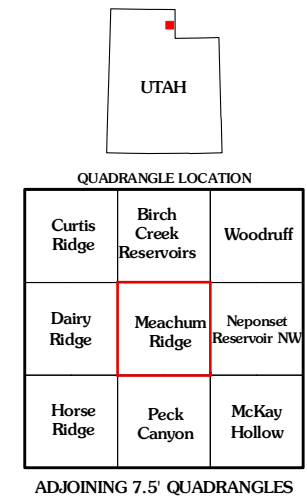 UTAH
QUADRANGLE LOCATION
Curtis
Ridge
Birch
Creek
Reservoirs
Woodruff
Dairy
Ridge
Meachum
Ridge
Neponset
Reservoir NW
Horse
Ridge
Peck
Canyon
McKay
Hollow
ADJOINING 7.5' QUADRANGLES